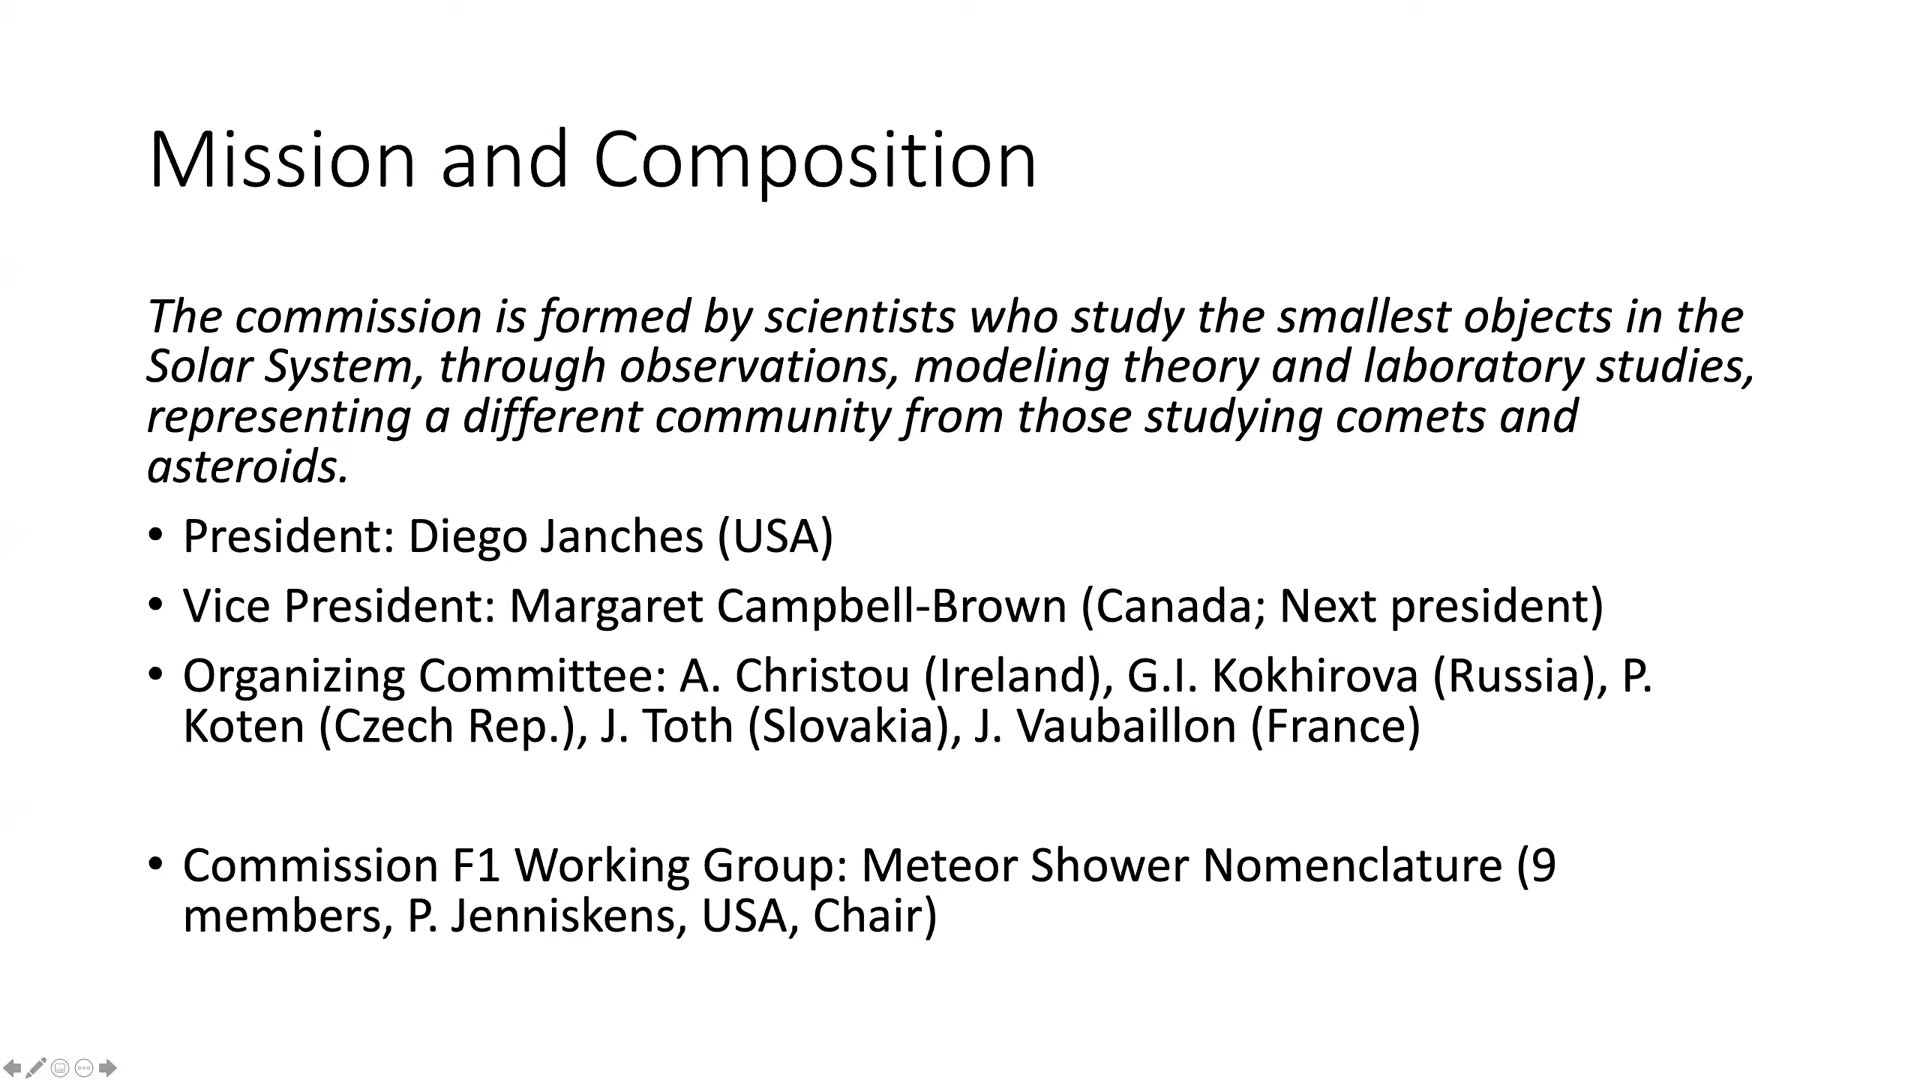 Mission and Composition
The commission is formed by scientists who study the smallest objects in the
Solar System, through observations, modeling theory and laboratory studies,
representing a different community from those studying comets and
asteroids.
• President: Diego Janches (USA)
• Vice President: Margaret Campbell-Brown (Canada; Next president)
• Organizing Committee: A. Christou (Ireland), G.I. Kokhirova (Russia), P.
Koten (Czech Rep.), J. Toth (Slovakia), J. Vaubaillon (France)
• Commission F1 Working Group: Meteor Shower Nomenclature (9
members, P. Jenniskens, USA, Chair)